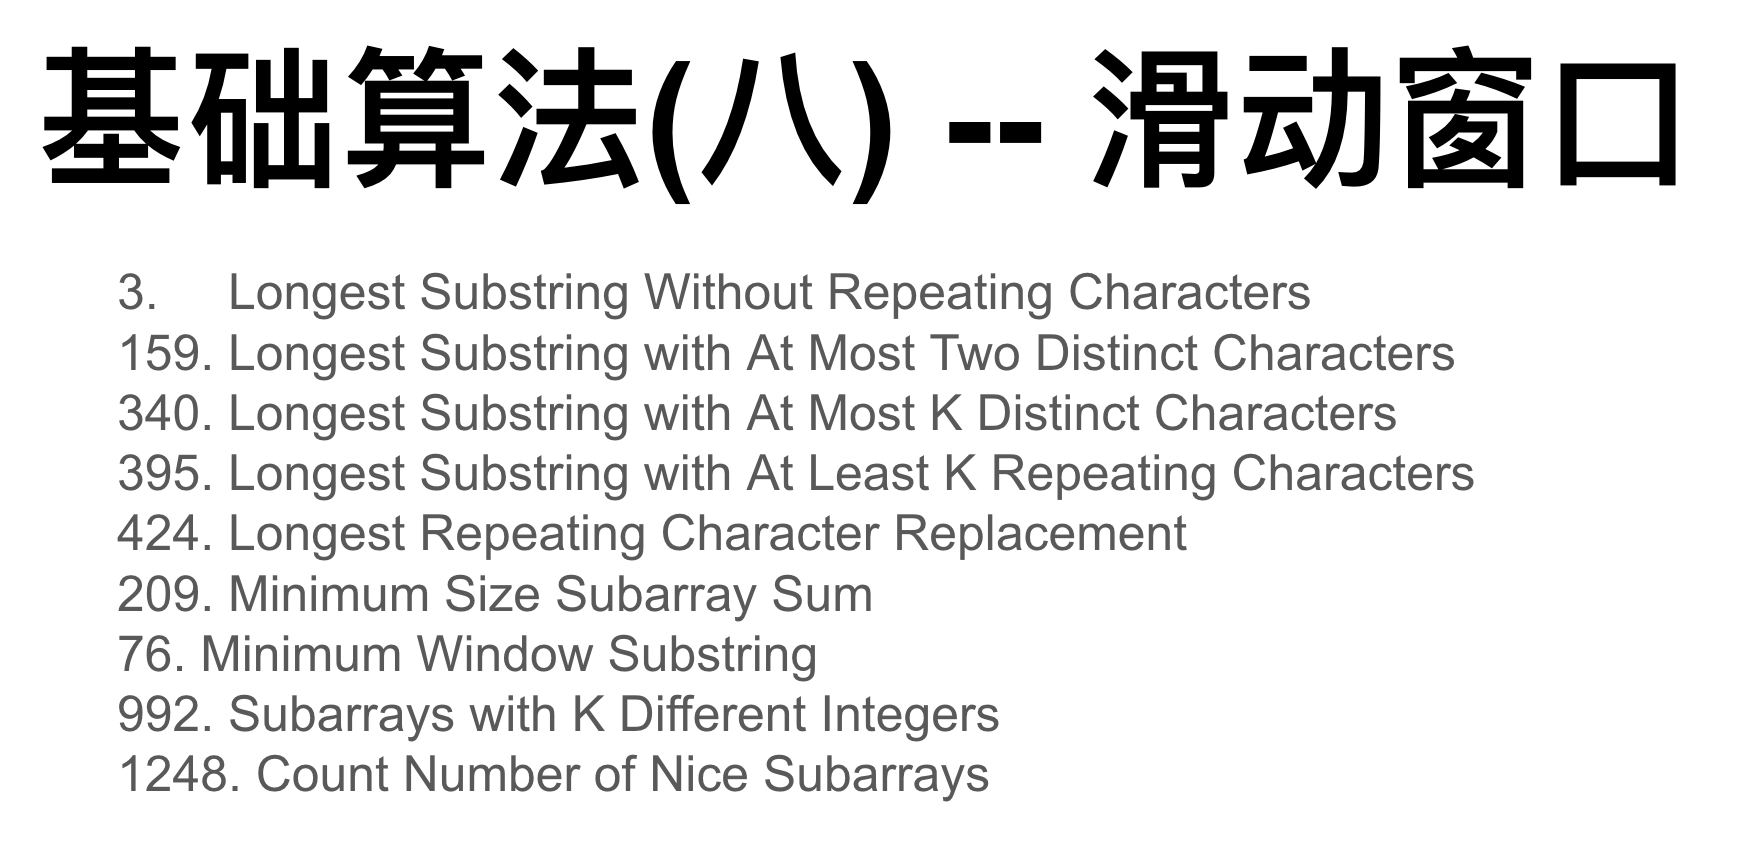 基础算法(八) -- 滑动窗口
3. Longest Substring Without Repeating Characters
159. Longest Substring with At Most Two Distinct Characters
340. Longest Substring with At Most K Distinct Characters
395. Longest Substring with At Least K Repeating Characters
424. Longest Repeating Character Replacement
209. Minimum Size Subarray Sum
76. Minimum Window Substring
992. Subarrays with K Different Integers
1248. Count Number of Nice Subarrays